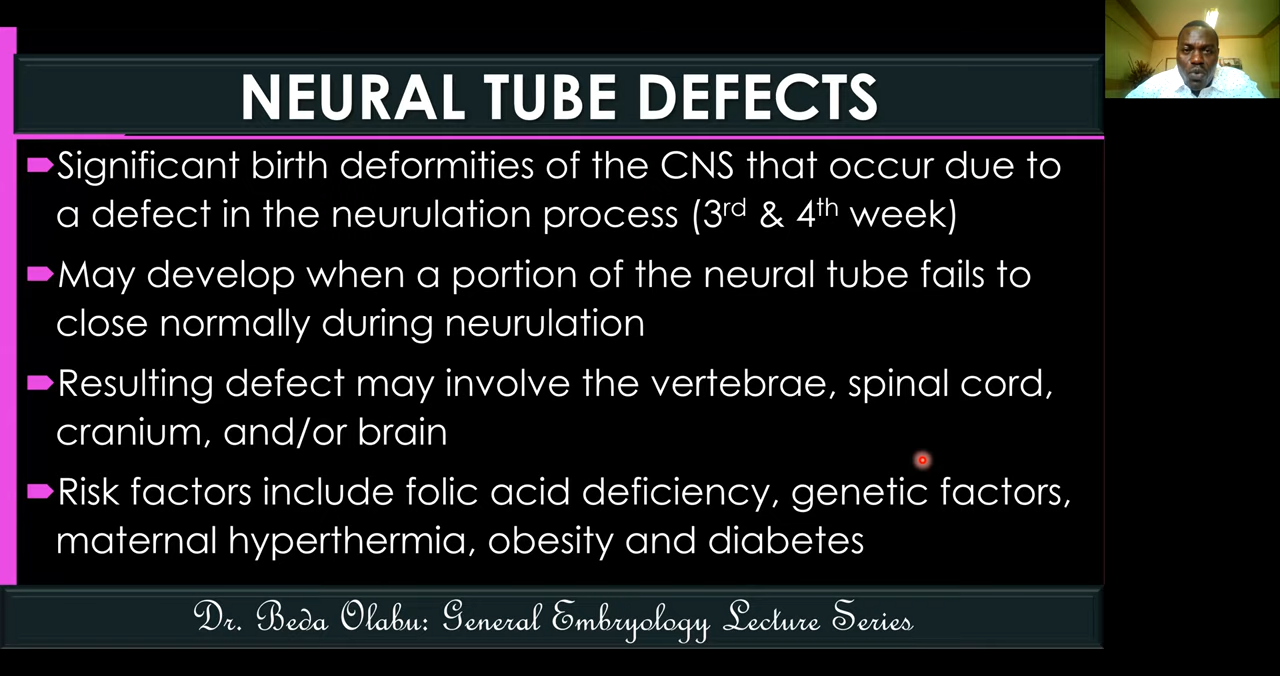 NEURAL TUBE DEFECTS
Significant birth deformities of the CNS that occur due to
a defect in the neurulation process (3rd & 4th week)
May develop when a portion of the neural tube fails to
close normally during neurulation
Resulting defect may involve the vertebrae, spinal cord,
cranium, and/or brain
Risk factors include folic acid deficiency, genetic factors,
maternal hyperthermia, obesity and diabetes
Dr. Beda Olabu: General Embryology Lecture Series